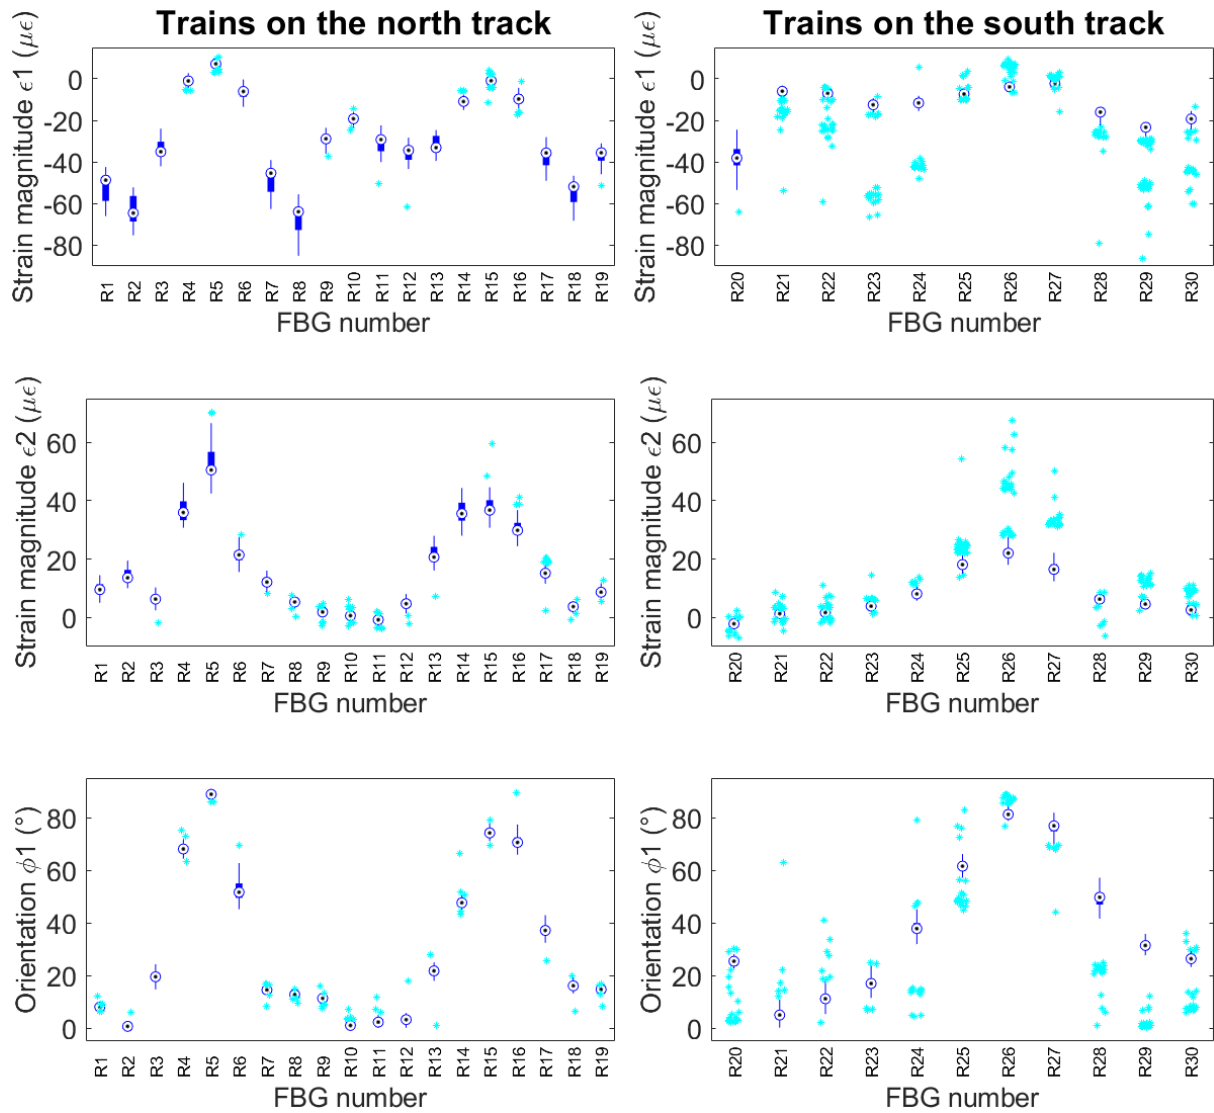 Trains on the north track
Strain magnitude ϵ1 (μϵ)
0
-20
-40
-60
-80
R1 R2 R3 R4 R5 R6 R7 R8 R9 R10 R11 R12 R13 R14 R15 R16 R17 R18 R19
FBG number
Trains on the south track
Strain magnitude ϵ1 (μϵ)
0
-20
-40
-60
-80
R20 R21 R22 R23 R24 R25 R26 R27 R28 R29 R30
FBG number
Strain magnitude ϵ2 (μϵ)
60
40
20
0
R1 R2 R3 R4 R5 R6 R7 R8 R9 R10 R11 R12 R13 R14 R15 R16 R17 R18 R19
FBG number
Strain magnitude ϵ2 (μϵ)
60
40
20
0
R20 R21 R22 R23 R24 R25 R26 R27 R28 R29 R30
FBG number
Orientation ϕ1 (°)
80
60
40
20
0
R1 R2 R3 R4 R5 R6 R7 R8 R9 R10 R11 R12 R13 R14 R15 R16 R17 R18 R19
FBG number
Orientation ϕ1 (°)
80
60
40
20
0
R20 R21 R22 R23 R24 R25 R26 R27 R28 R29 R30
FBG number